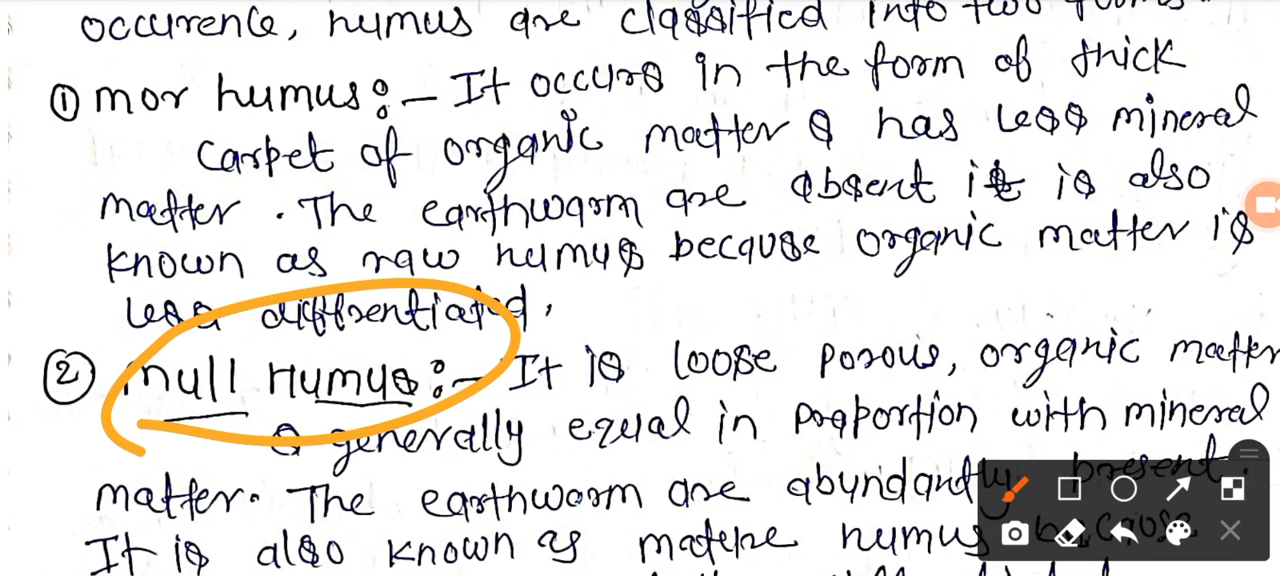 occurence, humus are classified into two forms
① mor humus:- It occurs in the form of thick
carpet of organic matter & has less mineral
matter. The earthwarm are absent it is also
known as raw humus because organic matter is
less diffrentiated.
② mull Humus:- It is loose porous, organic matter
& generally equal in proportion with mineral
matter. The earthworm are abundantly present.
It is also known as mature humus because